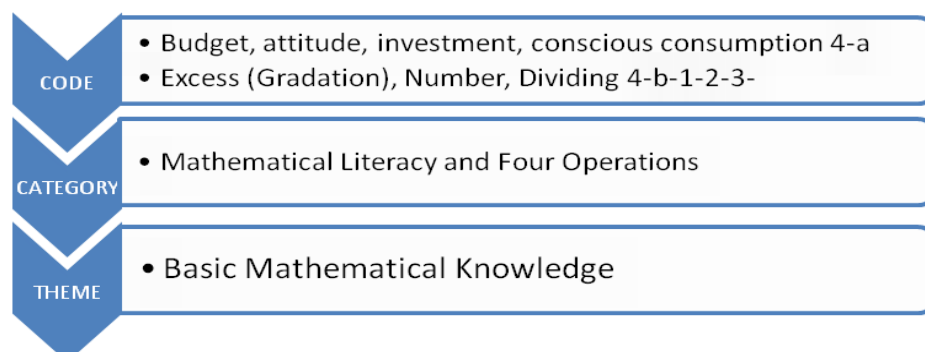 CODE
• Budget, attitude, investment, conscious consumption 4-a
• Excess (Gradation), Number, Dividing 4-b-1-2-3-
CATEGORY
• Mathematical Literacy and Four Operations
THEME
• Basic Mathematical Knowledge